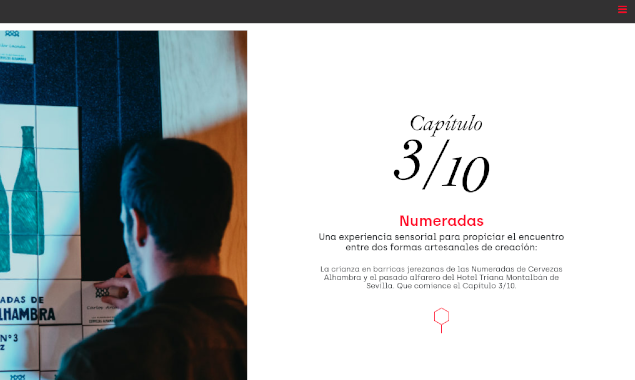 Capítulo
3/10
Numeradas
Una experiencia sensorial para propiciar el encuentro
entre dos formas artesanales de creación:
La crianza en barricas jerezanas de las Numeradas de Cervezas
Alhambra y el pasado alfarero del Hotel Triana Montalbán de
Sevilla. Que comience el Capítulo 3/10.
ADAS DE
LHAMBRA
Nº3
Z